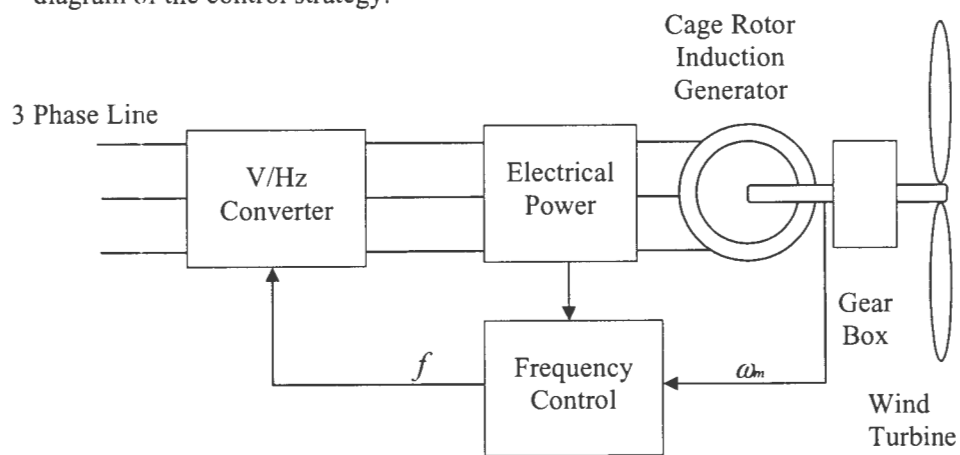 diagram of the control strategy.
Cage Rotor
Induction
Generator
3 Phase Line
V/Hz
Converter
Electrical
Power
Gear
Box
f
Frequency
Control
ωm
Wind
Turbine